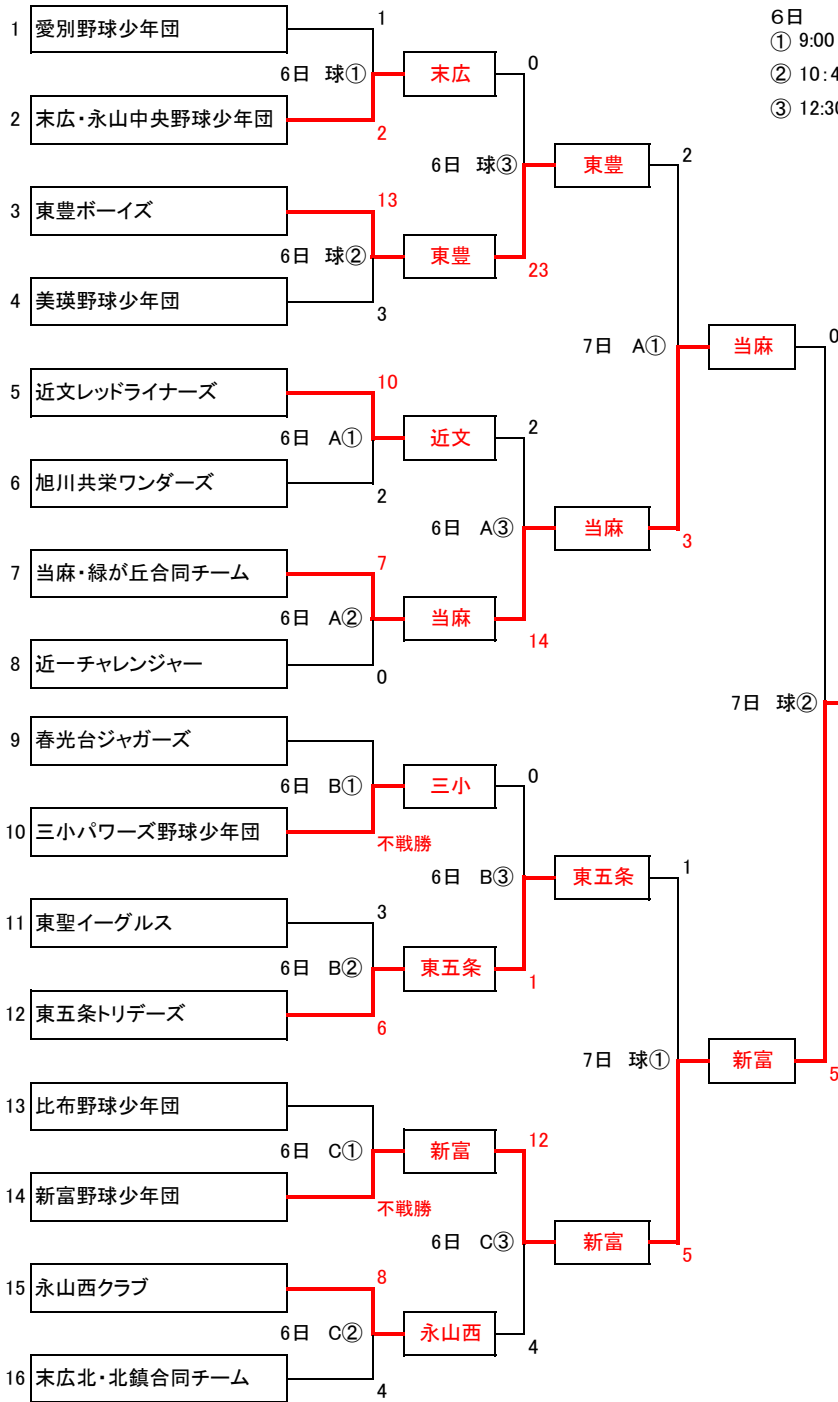 6日
① 9:00
② 10:4
③ 12:30
1 愛別野球少年団 1
6日 球① 末広 0
2 末広・永山中央野球少年団 2
6日 球③ 東豊 2
3 東豊ボーイズ 13
6日 球② 東豊 23
4 美瑛野球少年団 3
7日 A① 当麻 0
5 近文レッドライナーズ 10
6日 A① 近文 2
6 旭川共栄ワンダーズ 2
6日 A③ 当麻 3
7 当麻・緑が丘合同チーム 7
6日 A② 当麻 14
8 近一チャレンジャー 0
7日 球②
9 春光台ジャガーズ
6日 B① 三小 0
10 三小パワーズ野球少年団 不戦勝
6日 B③ 東五条 1
11 東聖イーグルス 3
6日 B② 東五条 1
12 東五条トリデーズ 6
7日 球① 新富 5
13 比布野球少年団
6日 C① 新富 12
14 新富野球少年団 不戦勝
6日 C③ 新富 5
15 永山西クラブ 8
6日 C② 永山西 4
16 末広北・北鎮合同チーム 4